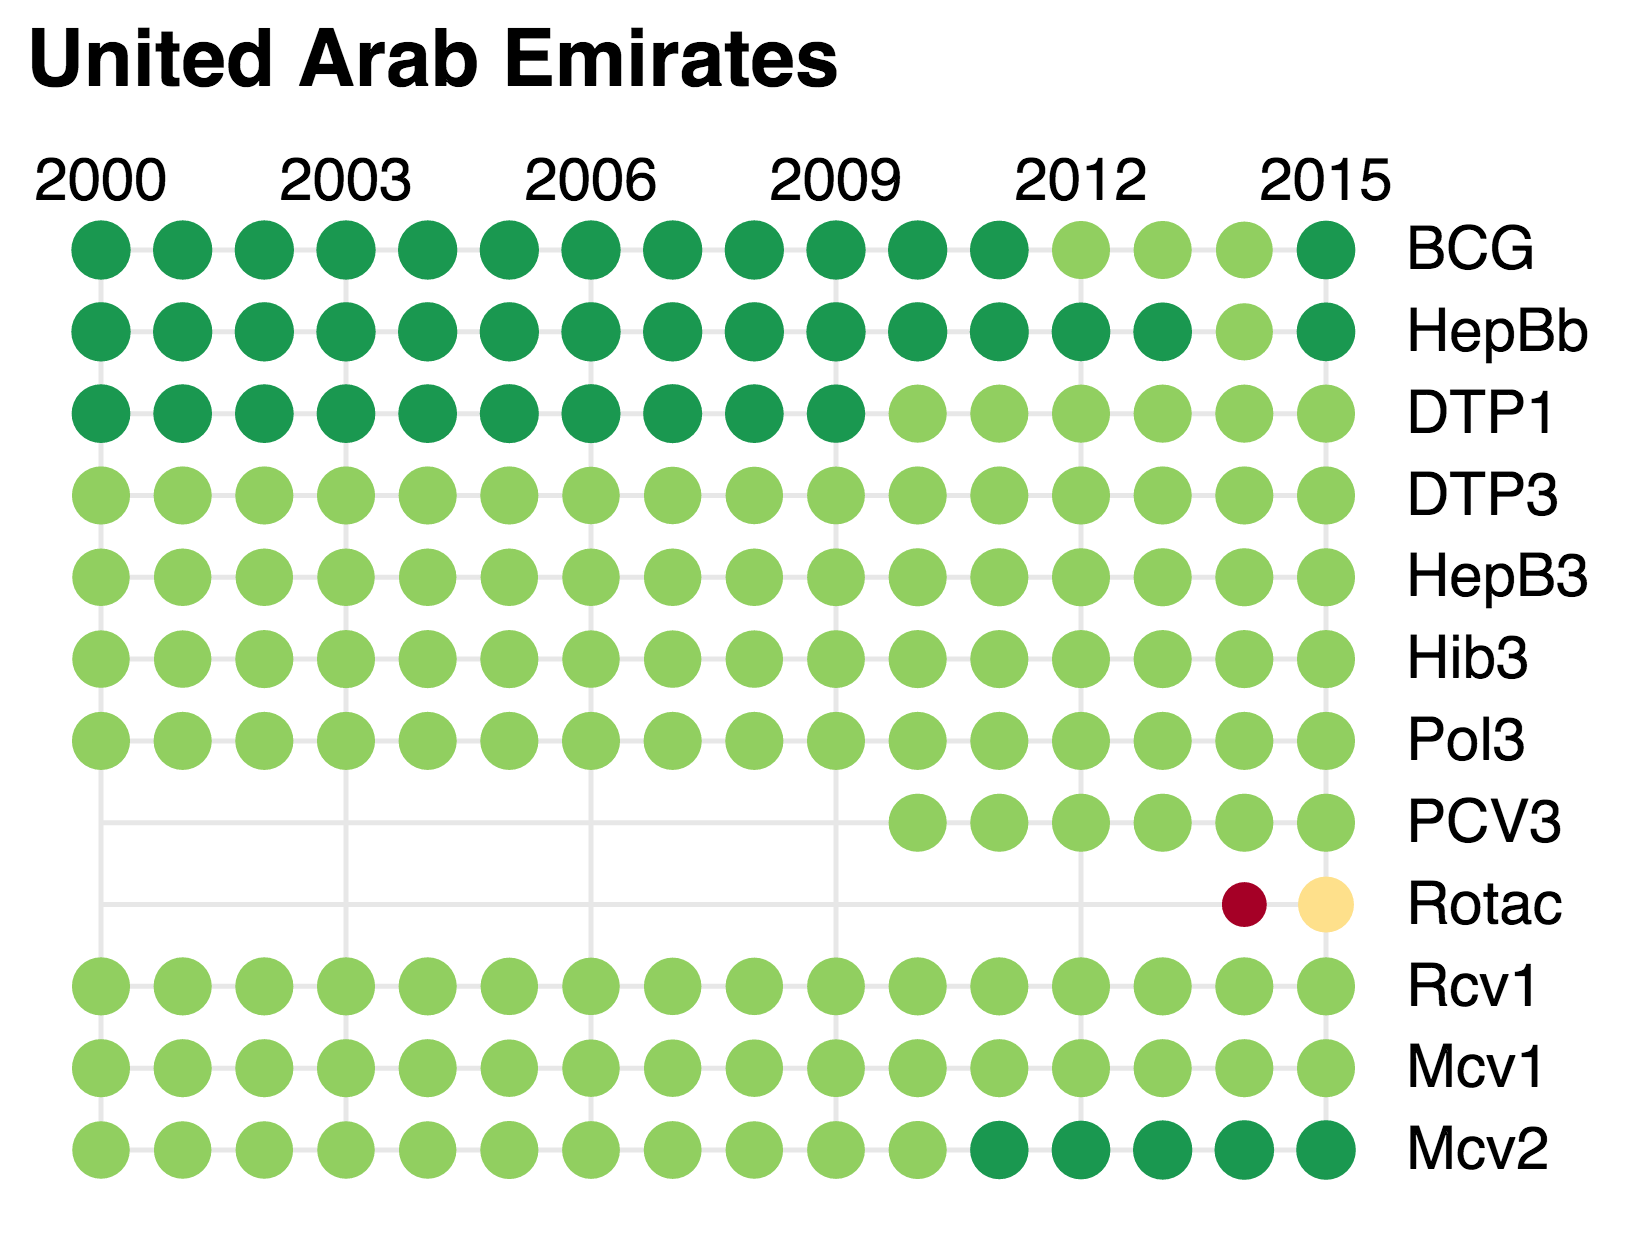 United Arab Emirates
2000 2003 2006 2009 2012 2015
BCG
HepBb
DTP1
DTP3
HepB3
Hib3
Pol3
PCV3
Rotac
Rcv1
Mcv1
Mcv2